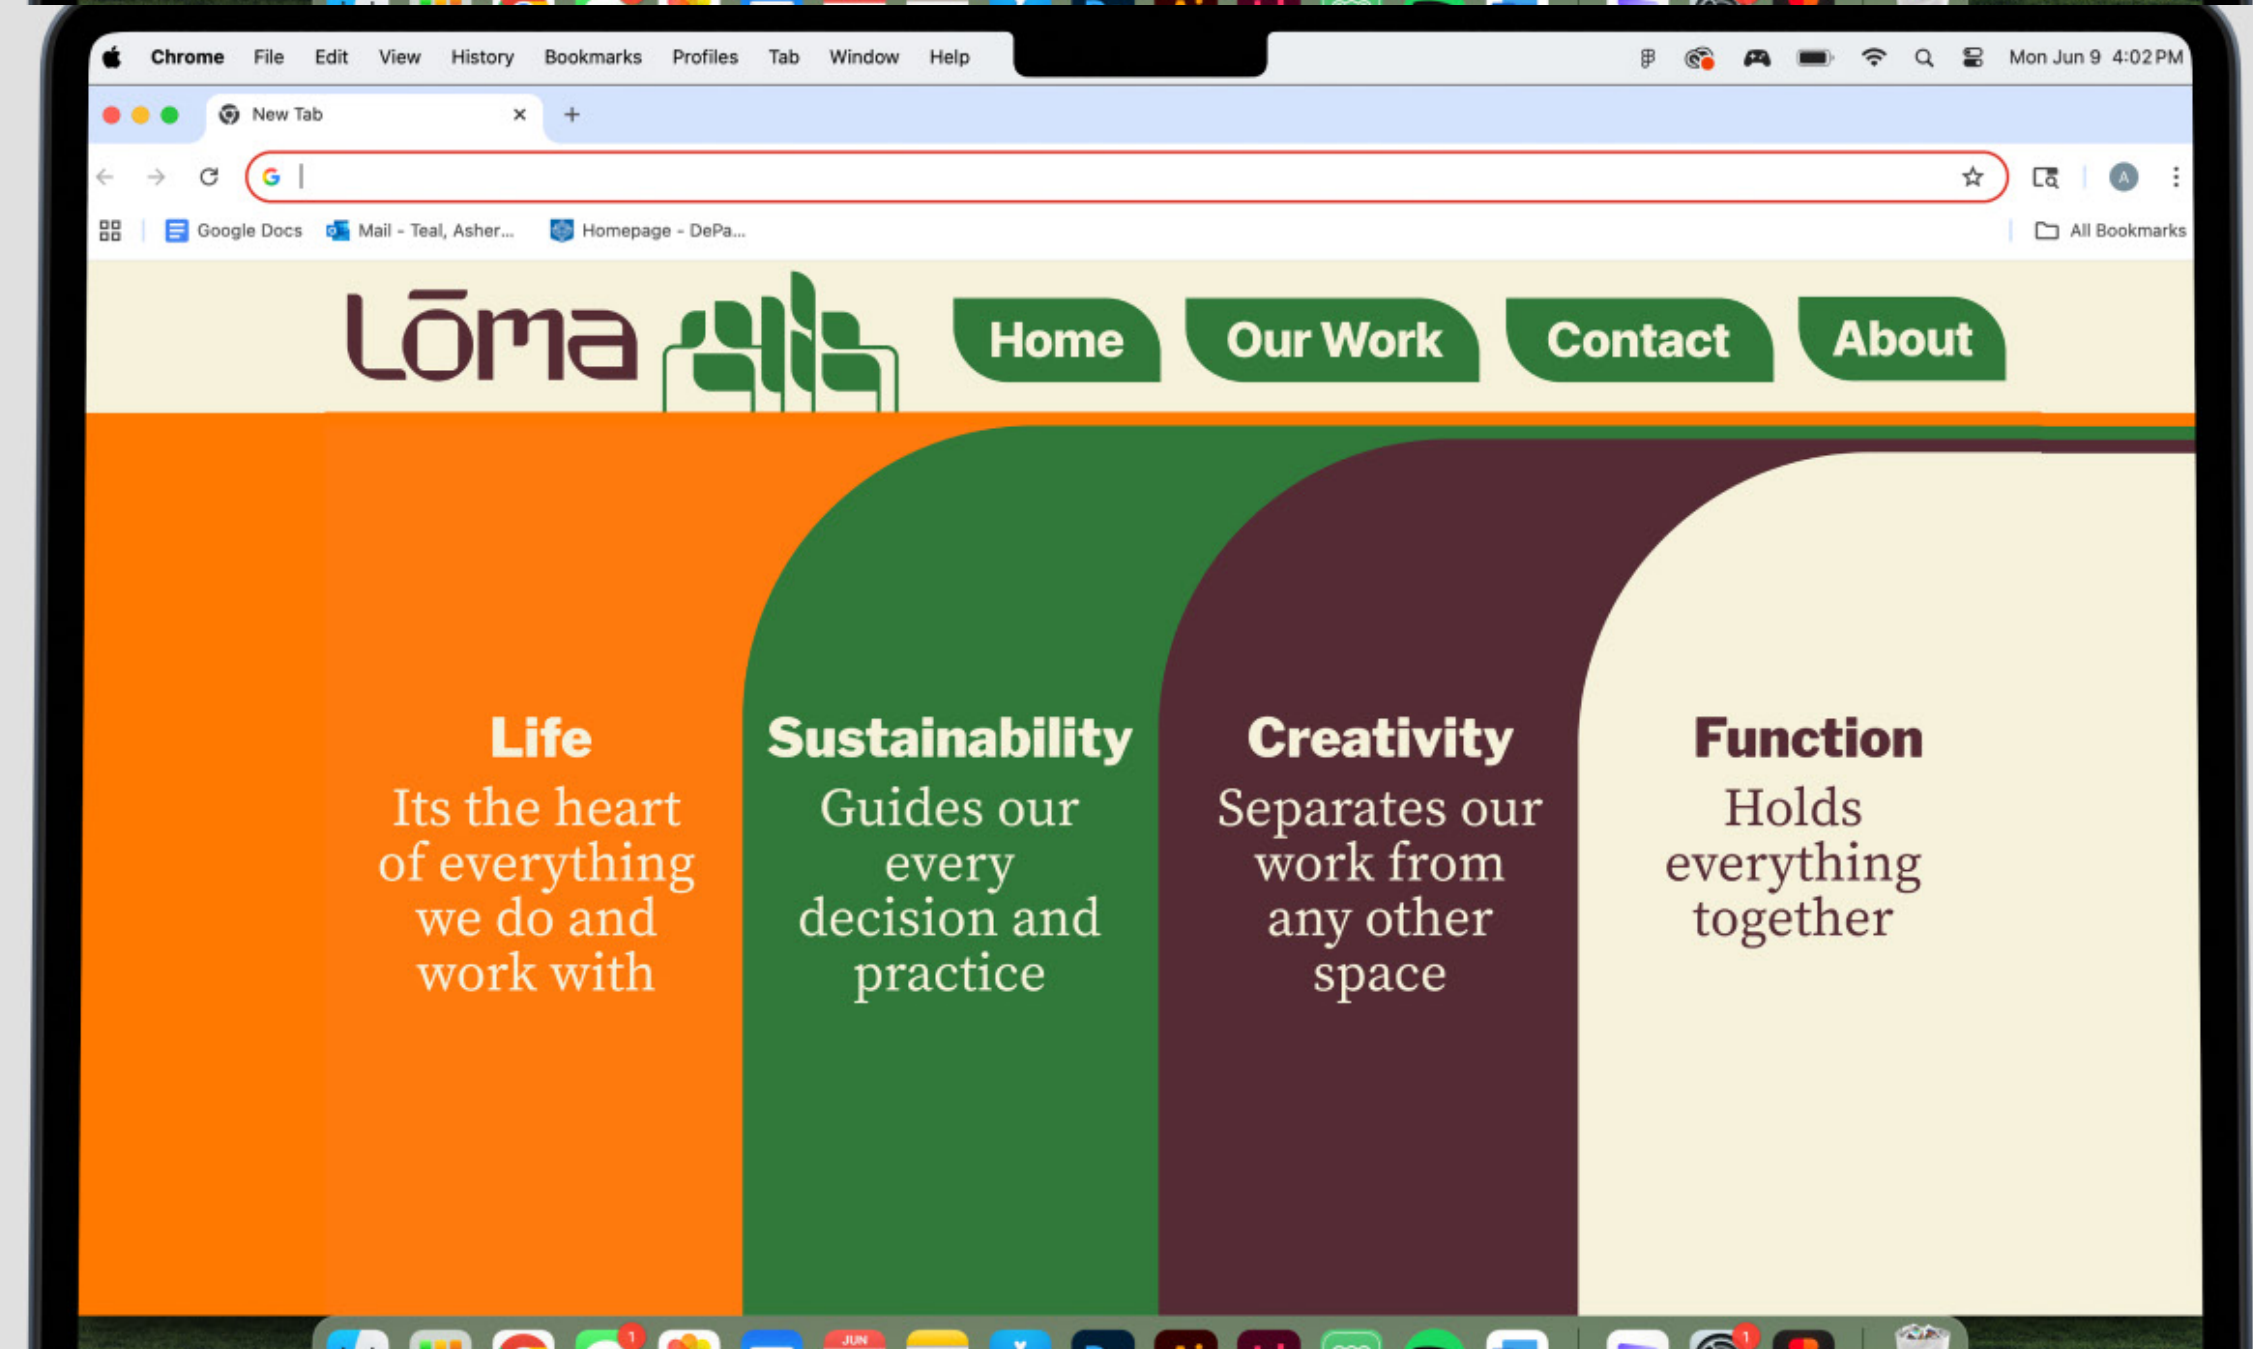 Chrome File Edit View History Bookmarks Profiles Tab Window Help Mon Jun 9 4:02 PM
New Tab
Google Docs Mail - Teal, Asher... Homepage - DePa... All Bookmarks
Lōma Home Our Work Contact About
Life
Its the heart
of everything
we do and
work with
Sustainability
Guides our
every
decision and
practice
Creativity
Separates our
work from
any other
space
Function
Holds
everything
together
1
JUN
1